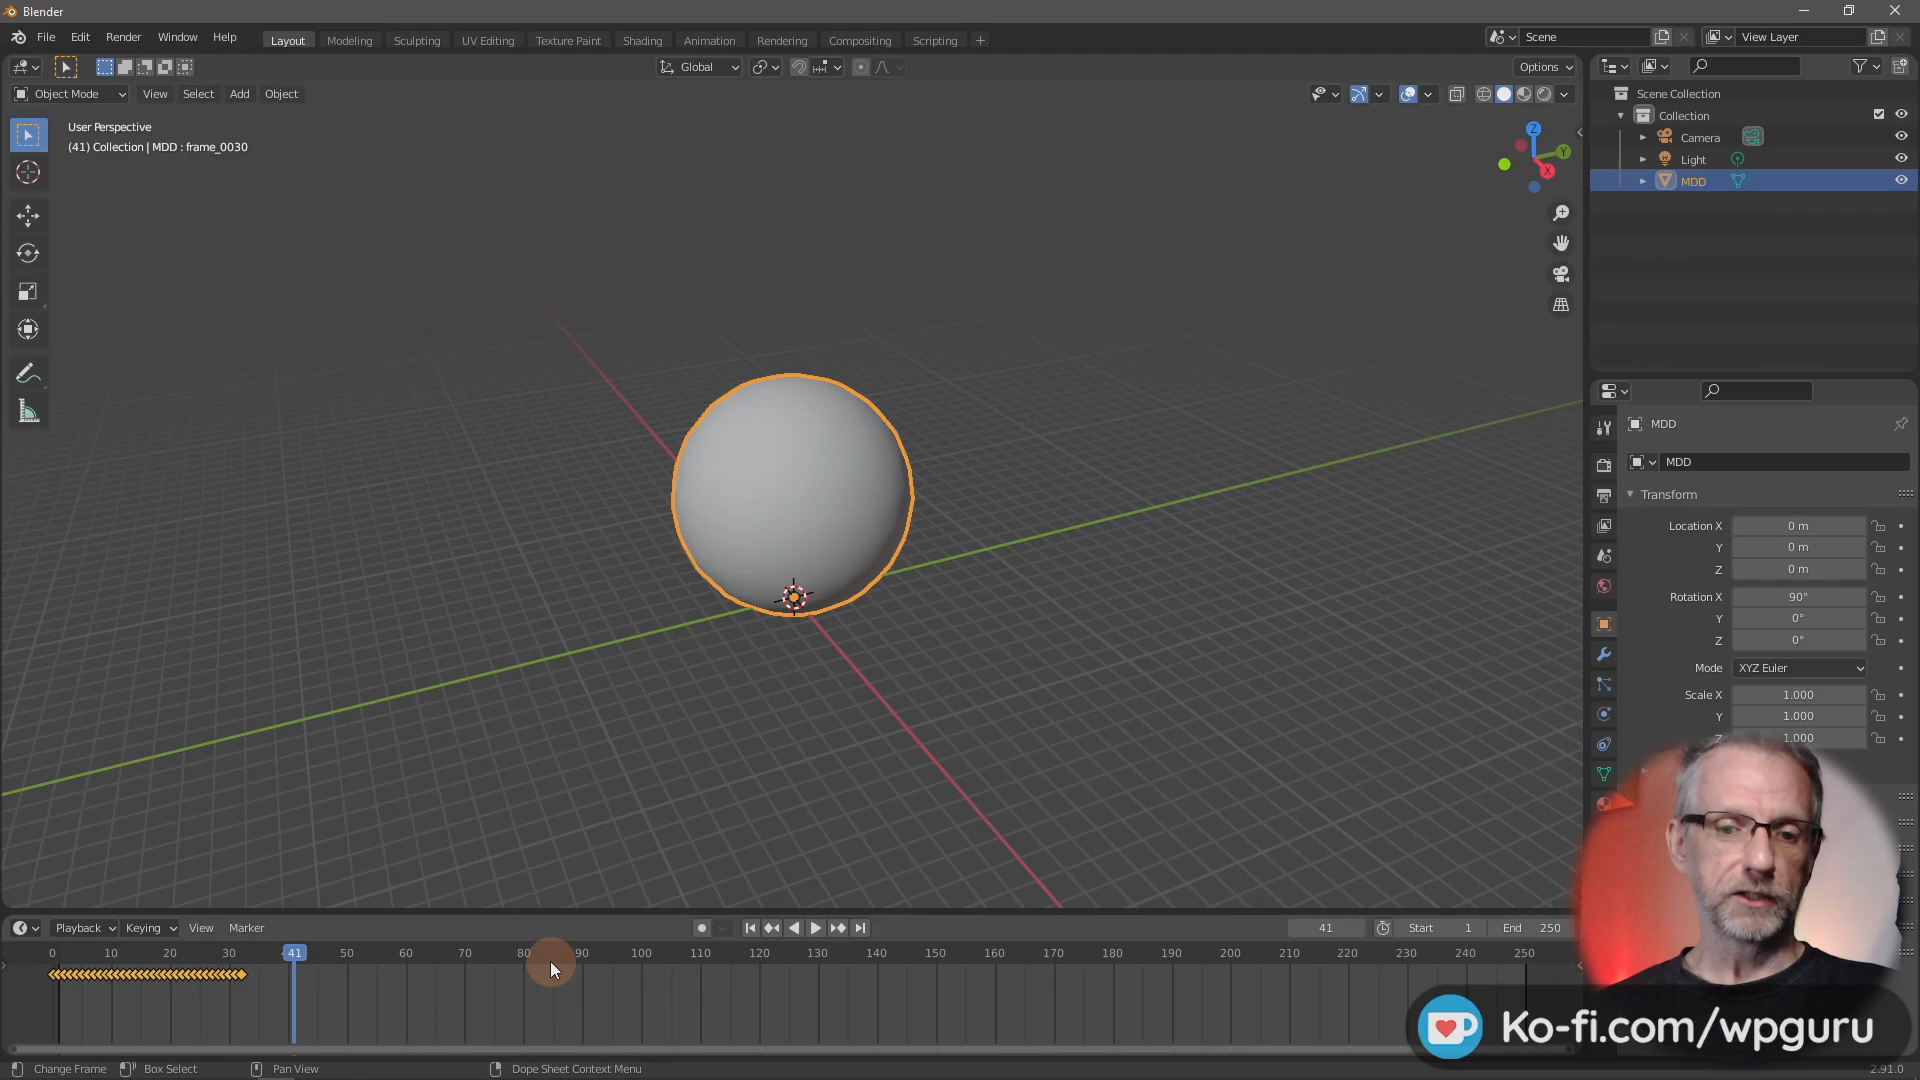 Blender
File Edit Render Window Help Layout Modeling Sculpting UV Editing Texture Paint Shading Animation Rendering Compositing Scripting + Scene View Layer
Global Options
Object Mode View Select Add Object
User Perspective
(41) Collection | MDD : frame_0030
Z
Y
X
Scene Collection
Collection
Camera
Light
MDD
MDD
MDD
Transform
Location X 0 m
Y 0 m
Z 0 m
Rotation X 90°
Y 0°
Z 0°
Mode XYZ Euler
Scale X 1.000
Y 1.000
Z 1.000
Playback Keying View Marker 41 Start 1 End 250
0 10 20 30 41 50 60 70 80 90 100 110 120 130 140 150 160 170 180 190 200 210 220 230 240 250
Ko-fi.com/wpguru
Change Frame Box Select Pan View Dope Sheet Context Menu 2.91.0